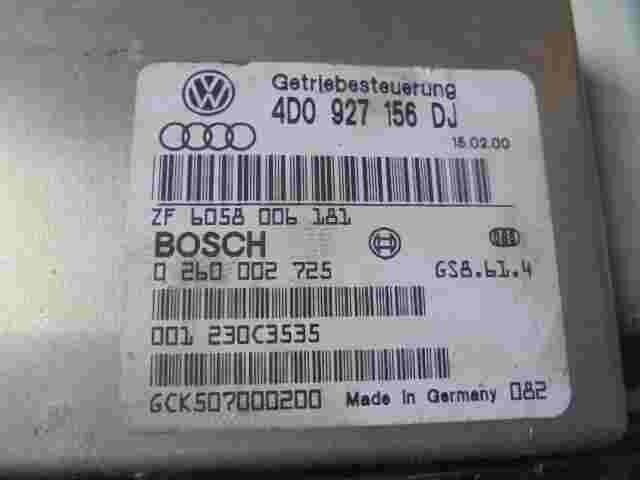 Getriebesteuerung
4D0 927 156 DJ
15.02.00
ZF 6058 006 181
BOSCH
0 260 002 725 GS8.61.4
001 230C3535
GCK507000200 Made in Germany 082